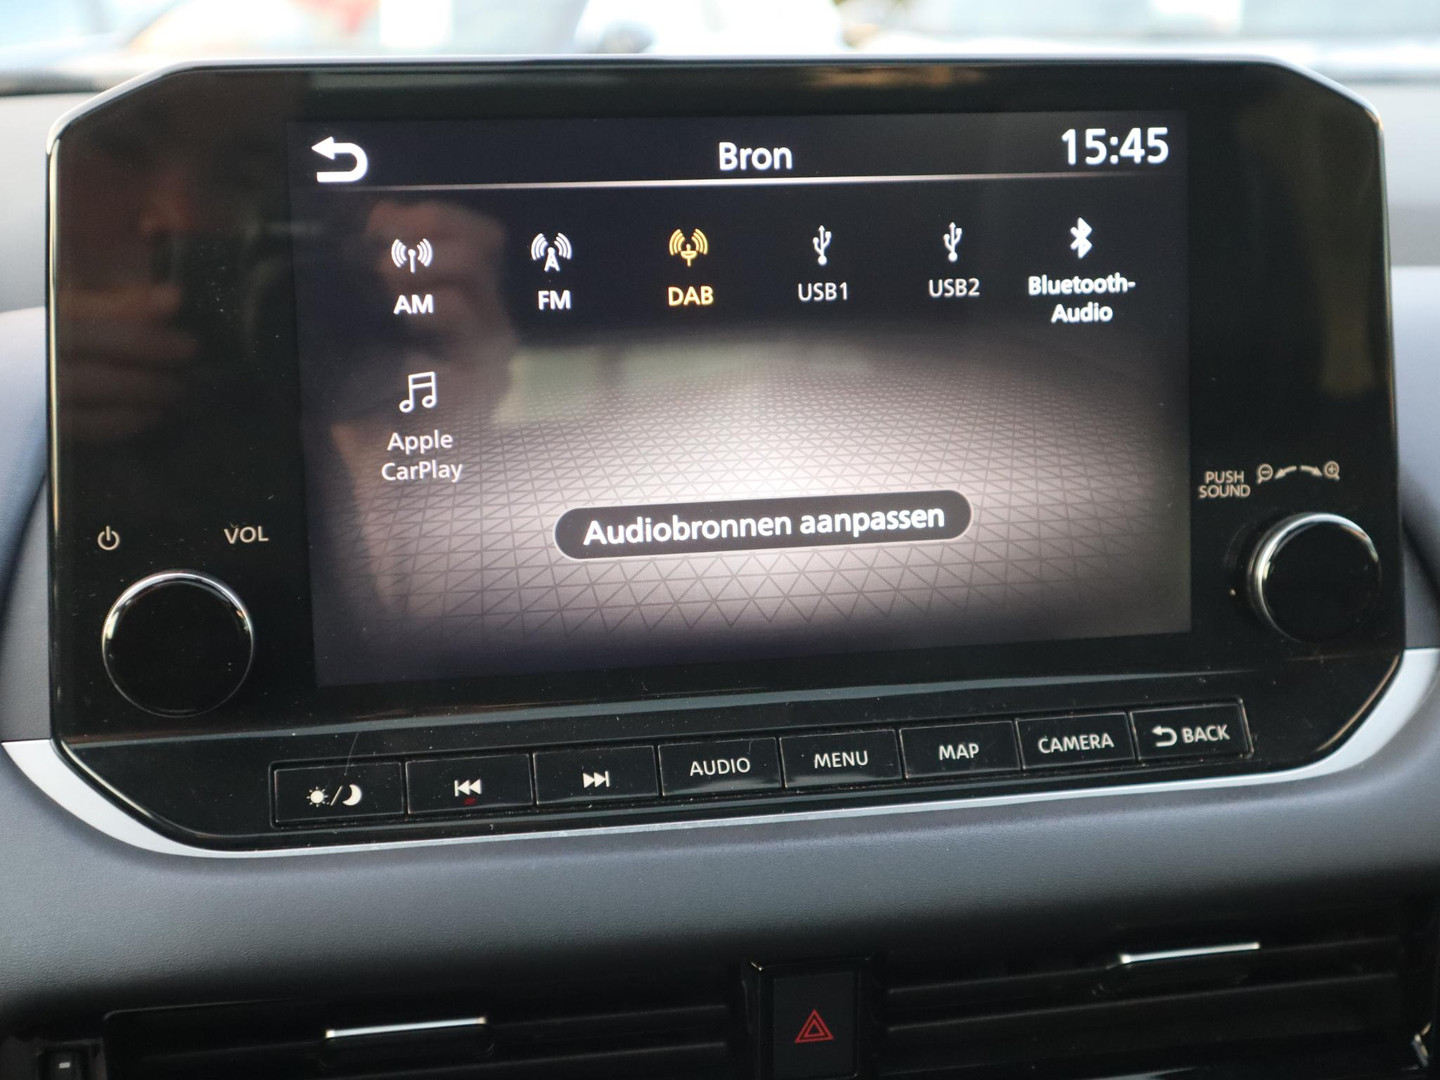 Bron
15:45
AM
FM
DAB
USB1
USB2
Bluetooth-
Audio
Apple
CarPlay
Audiobronnen aanpassen
VOL
PUSH
SOUND
AUDIO
MENU
MAP
CAMERA
BACK